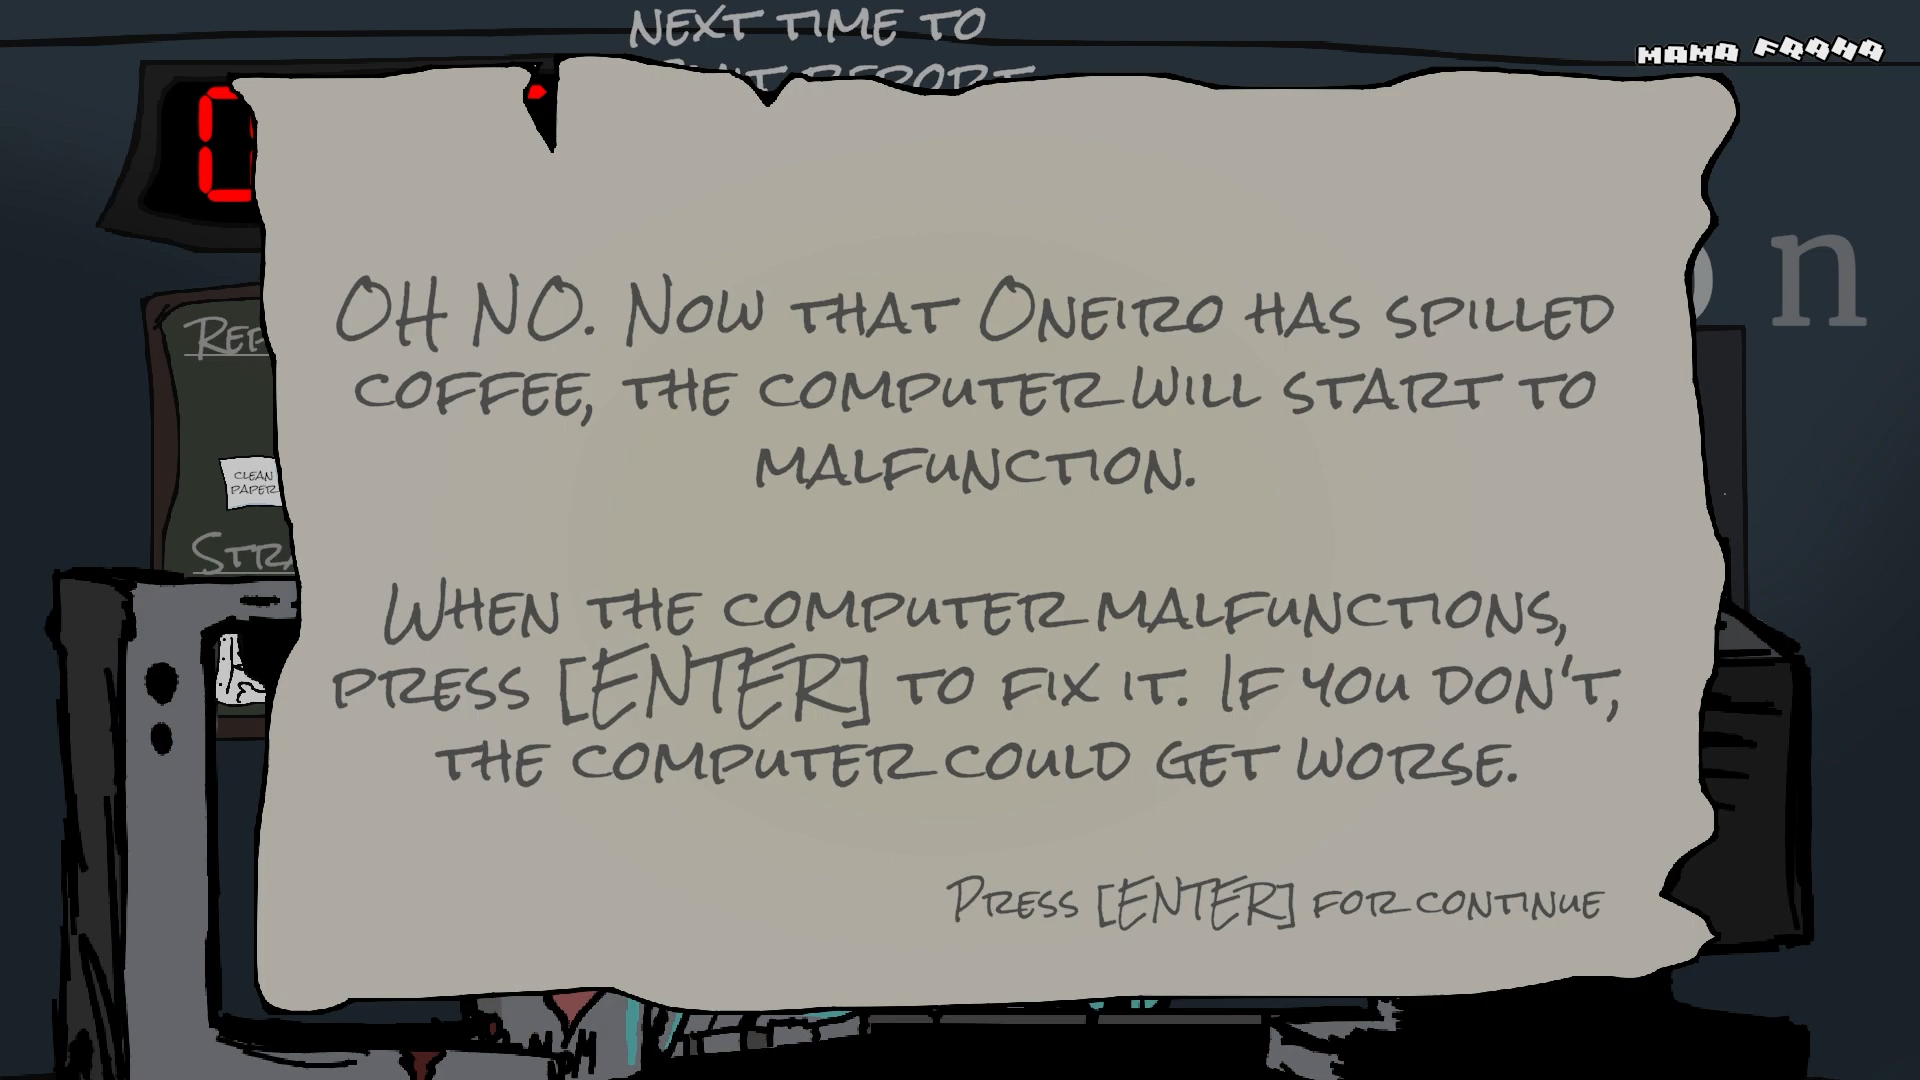 NEXT TIME TO
REPORT
MAMA FRAHA
n
OH NO. NOW THAT ONEIRO HAS SPILLED
COFFEE, THE COMPUTER WILL START TO
MALFUNCTION.
CLEAN
PAPER
WHEN THE COMPUTER MALFUNCTIONS,
PRESS [ENTER] TO FIX IT. IF YOU DON'T,
THE COMPUTER COULD GET WORSE.
PRESS [ENTER] FOR CONTINUE